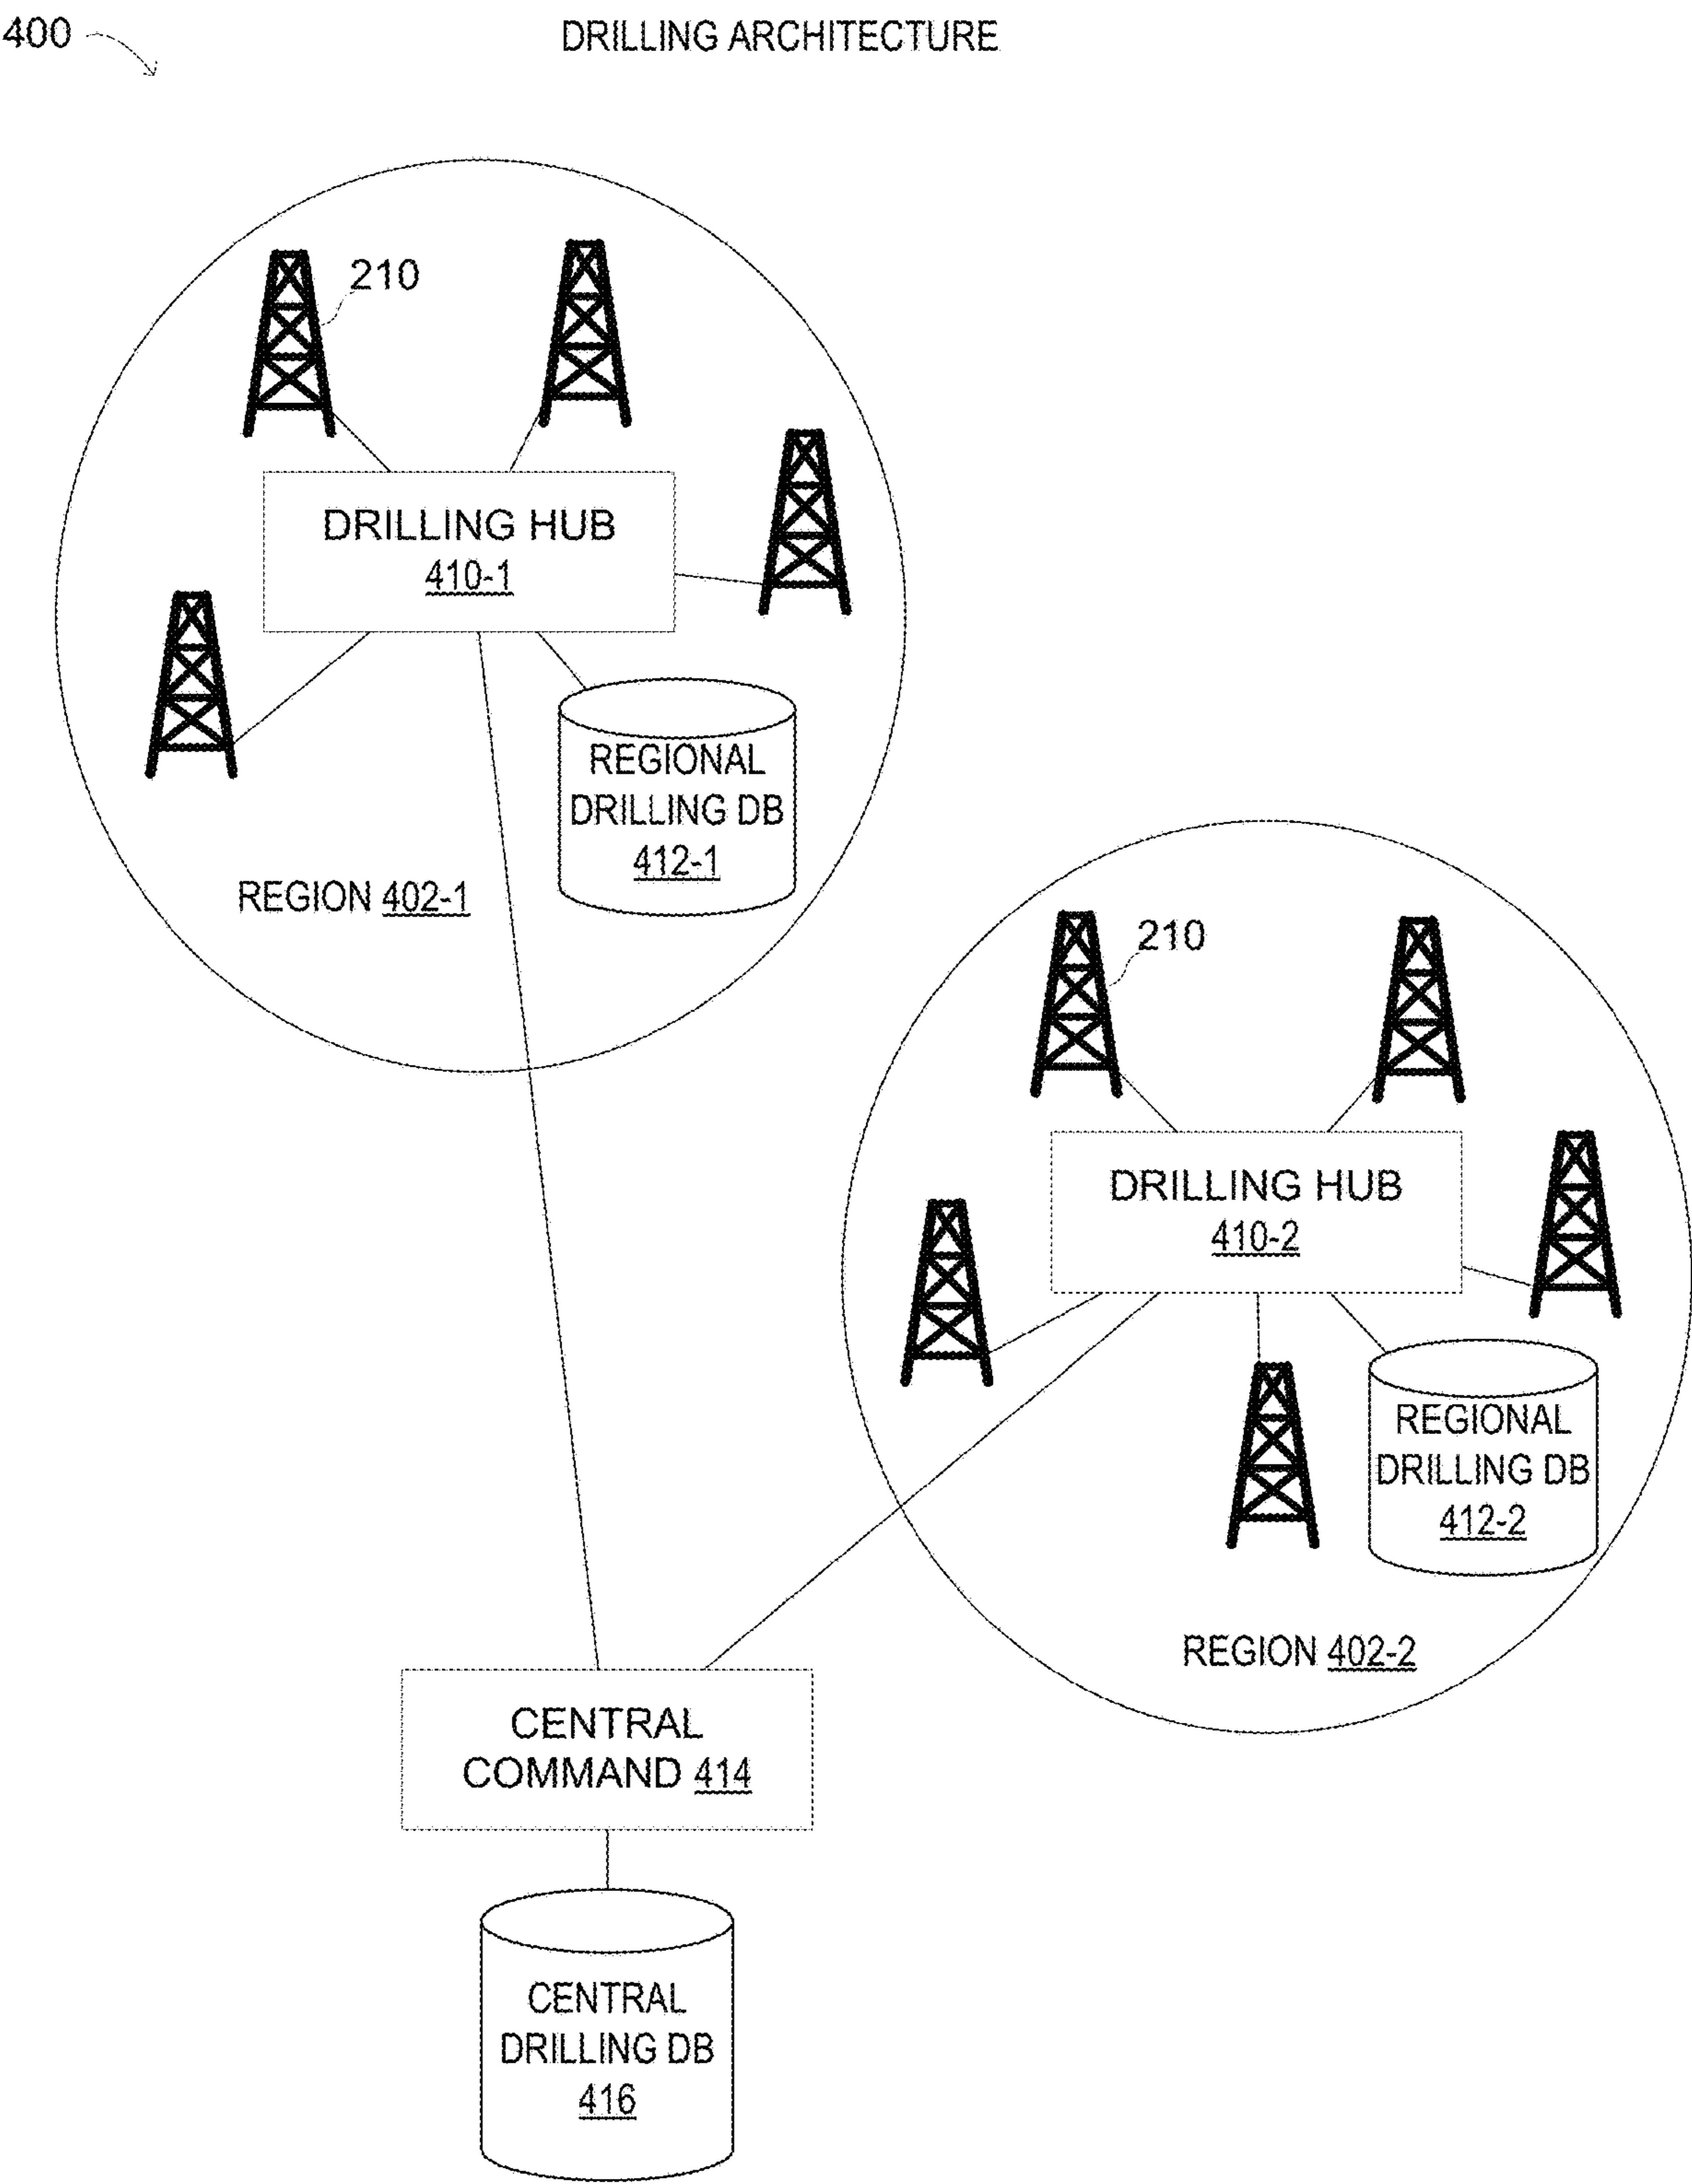 400
DRILLING ARCHITECTURE
210
DRILLING HUB
410-1
REGIONAL
DRILLING DB
412-1
REGION 402-1
210
DRILLING HUB
410-2
REGIONAL
DRILLING DB
412-2
REGION 402-2
CENTRAL
COMMAND 414
CENTRAL
DRILLING DB
416